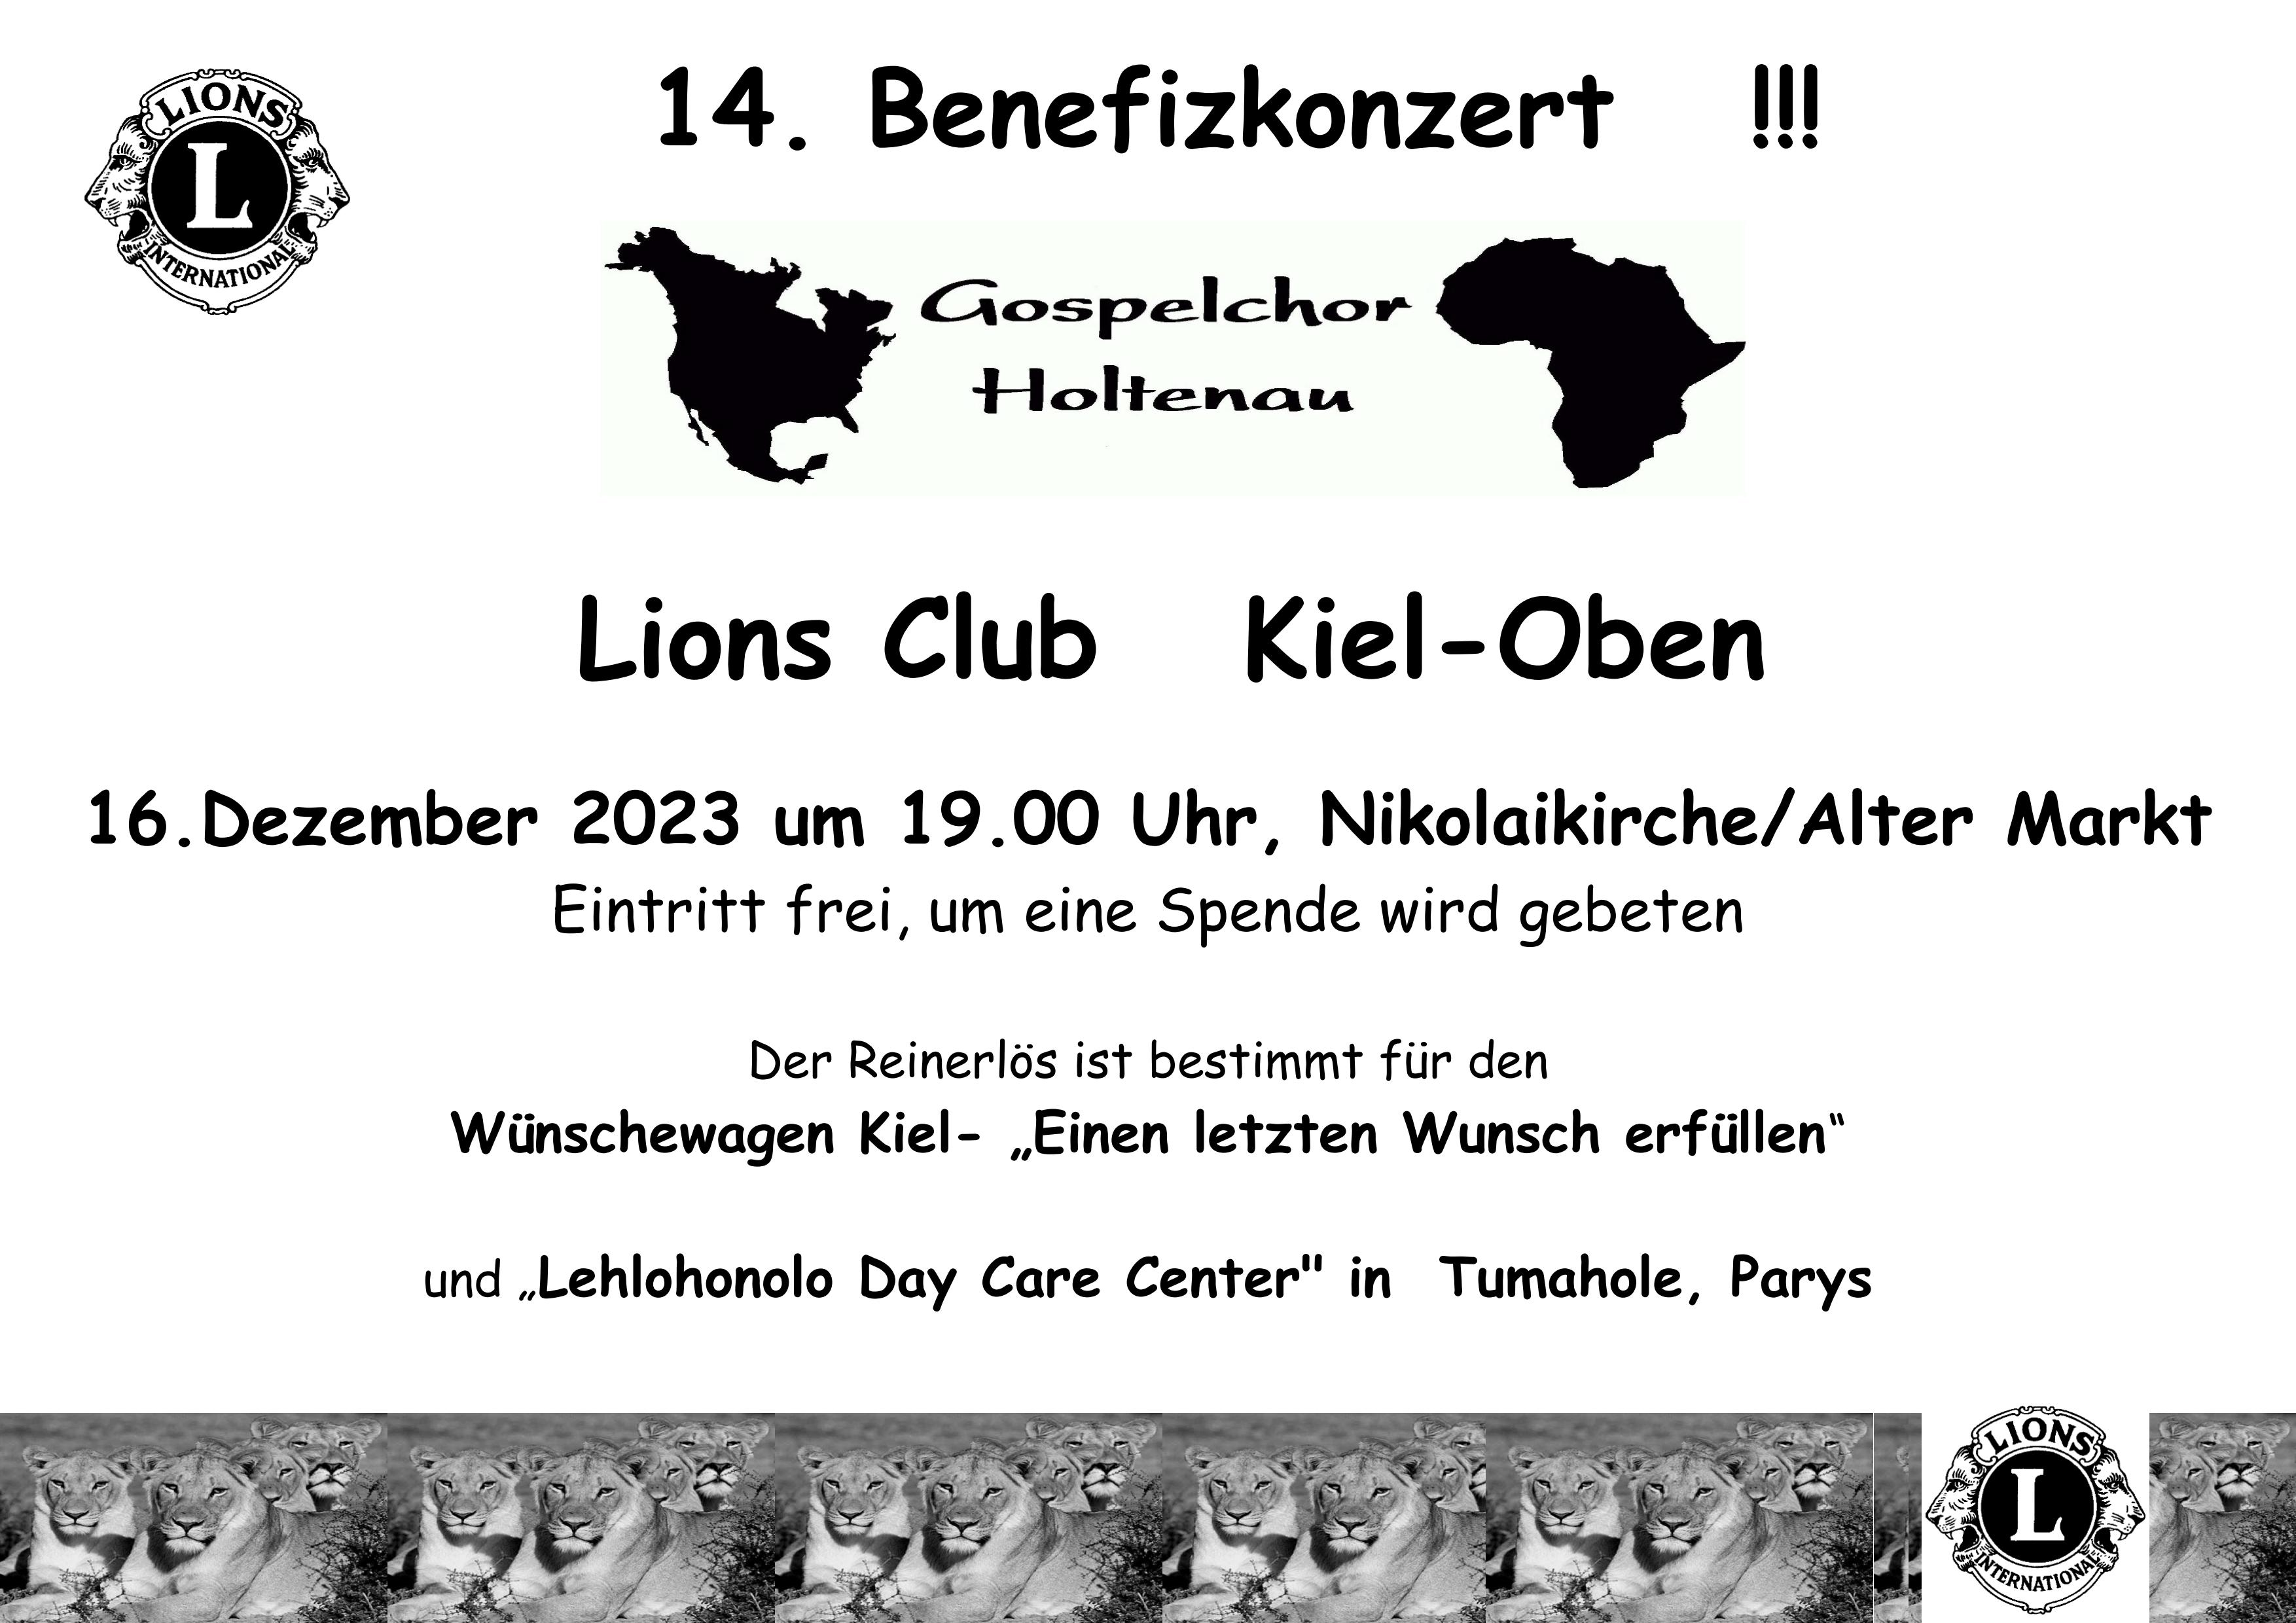 LIONS
L
INTERNATIONAL
14. Benefizkonzert !!!
Gospelchor
Holtenau
Lions Club Kiel-Oben
16.Dezember 2023 um 19.00 Uhr, Nikolaikirche/Alter Markt
Eintritt frei, um eine Spende wird gebeten
Der Reinerlös ist bestimmt für den
Wünschewagen Kiel- „Einen letzten Wunsch erfüllen“
und „Lehlohonolo Day Care Center" in Tumahole, Parys
LIONS
L
INTERNATIONAL